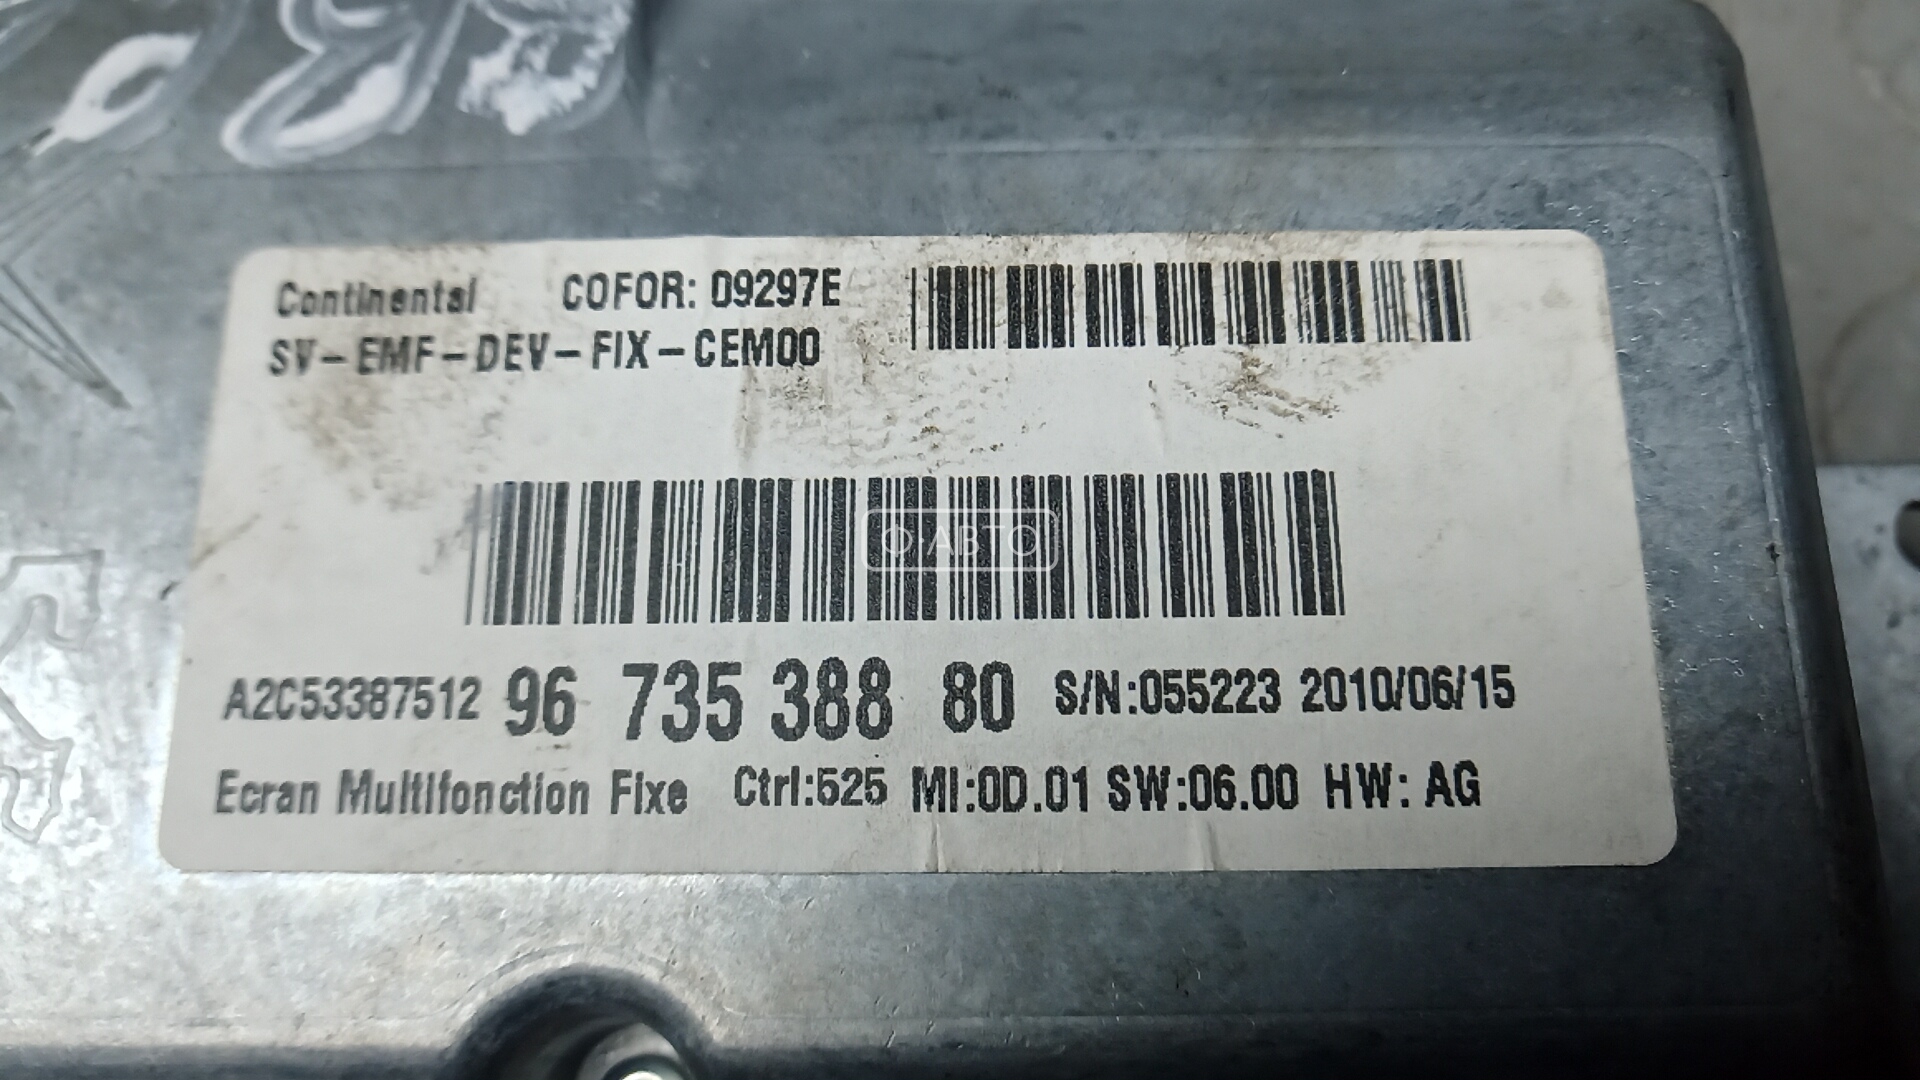 Continental COFOR: 09297E
SV-EMF-DEV-FIX-CEM00
О-АВТО
A2C53387512 96 735 388 80 S/N:055223 2010/06/15
Ecran Multifonction Fixe Ctrl:525 MI:0D.01 SW:06.00 HW: AG